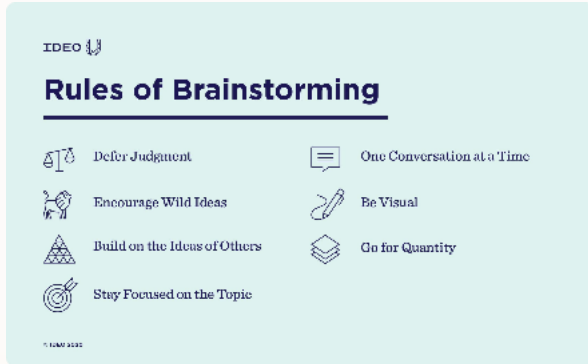 IDEO U
Rules of Brainstorming
Defer Judgment
Encourage Wild Ideas
Build on the Ideas of Others
Stay Focused on the Topic
One Conversation at a Time
Be Visual
Go for Quantity
IDEO